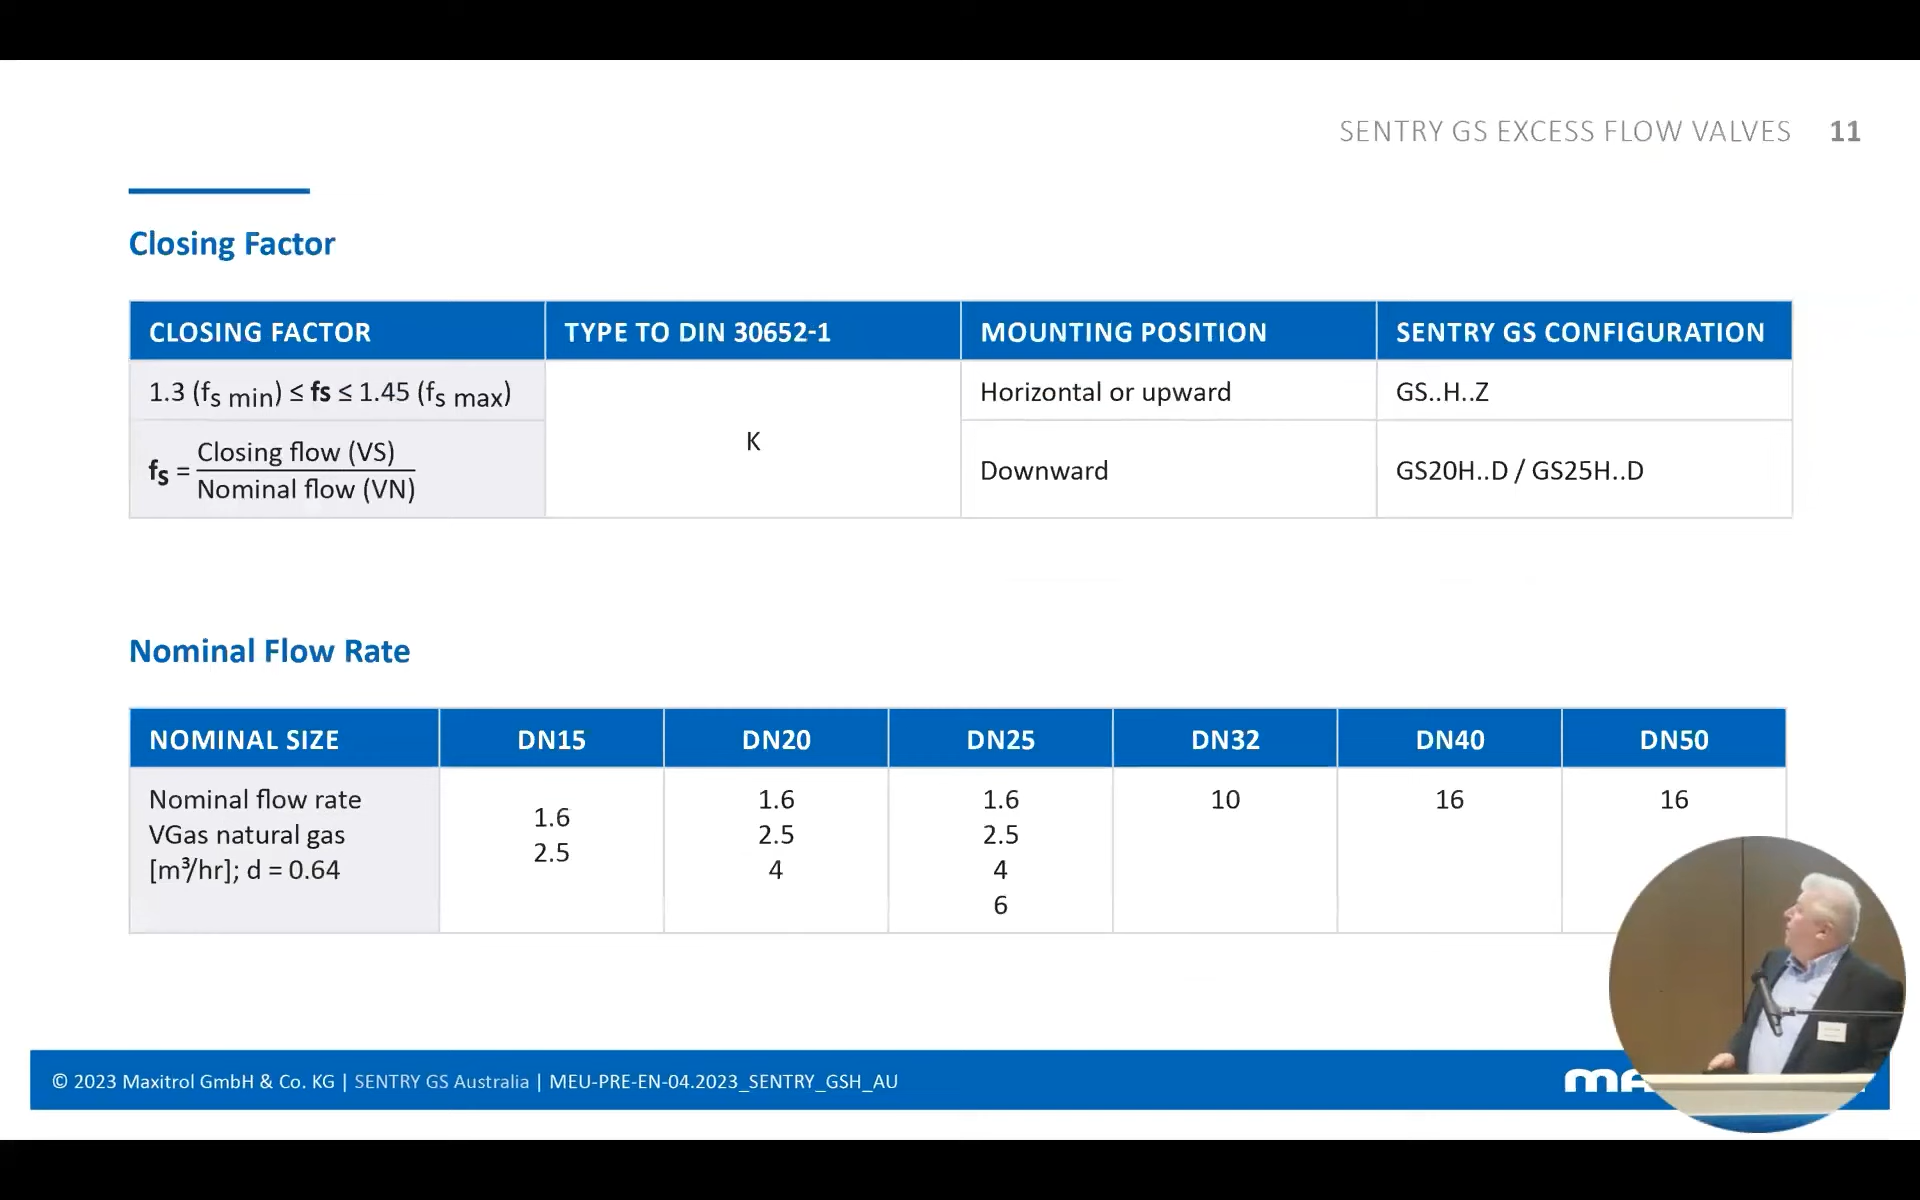 SENTRY GS EXCESS FLOW VALVES 11
Closing Factor
CLOSING FACTOR TYPE TO DIN 30652-1 MOUNTING POSITION SENTRY GS CONFIGURATION
1.3 (fs min) ≤ fs ≤ 1.45 (fs max) Horizontal or upward GS..H..Z
K
fs = Closing flow (VS)
Nominal flow (VN)
Downward GS20H..D / GS25H..D
Nominal Flow Rate
NOMINAL SIZE DN15 DN20 DN25 DN32 DN40 DN50
Nominal flow rate
VGas natural gas
[m³/hr]; d = 0.64
1.6
2.5
1.6
2.5
4
1.6
2.5
4
6
10
16
16
© 2023 Maxitrol GmbH & Co. KG | SENTRY GS Australia | MEU-PRE-EN-04.2023_SENTRY_GSH_AU